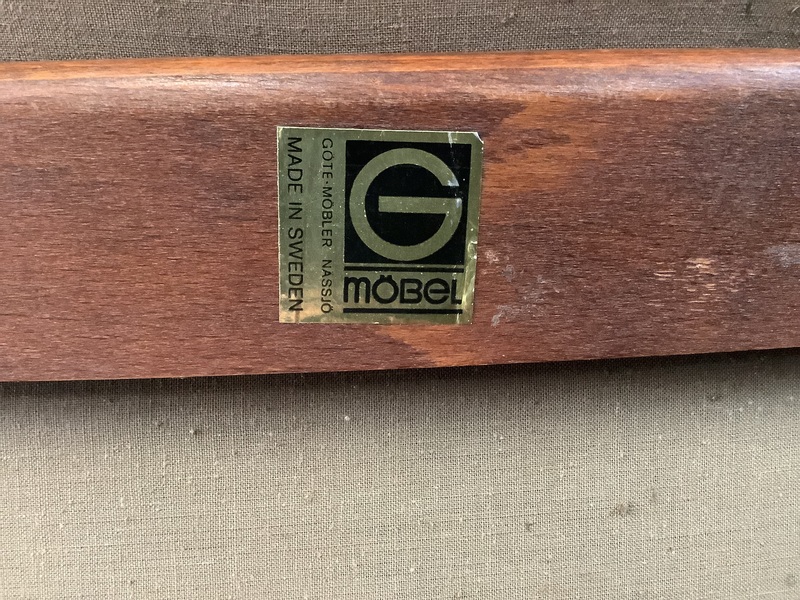 G
MÖBEL
GÖTE-MÖBLER NÄSSJÖ
MADE IN SWEDEN